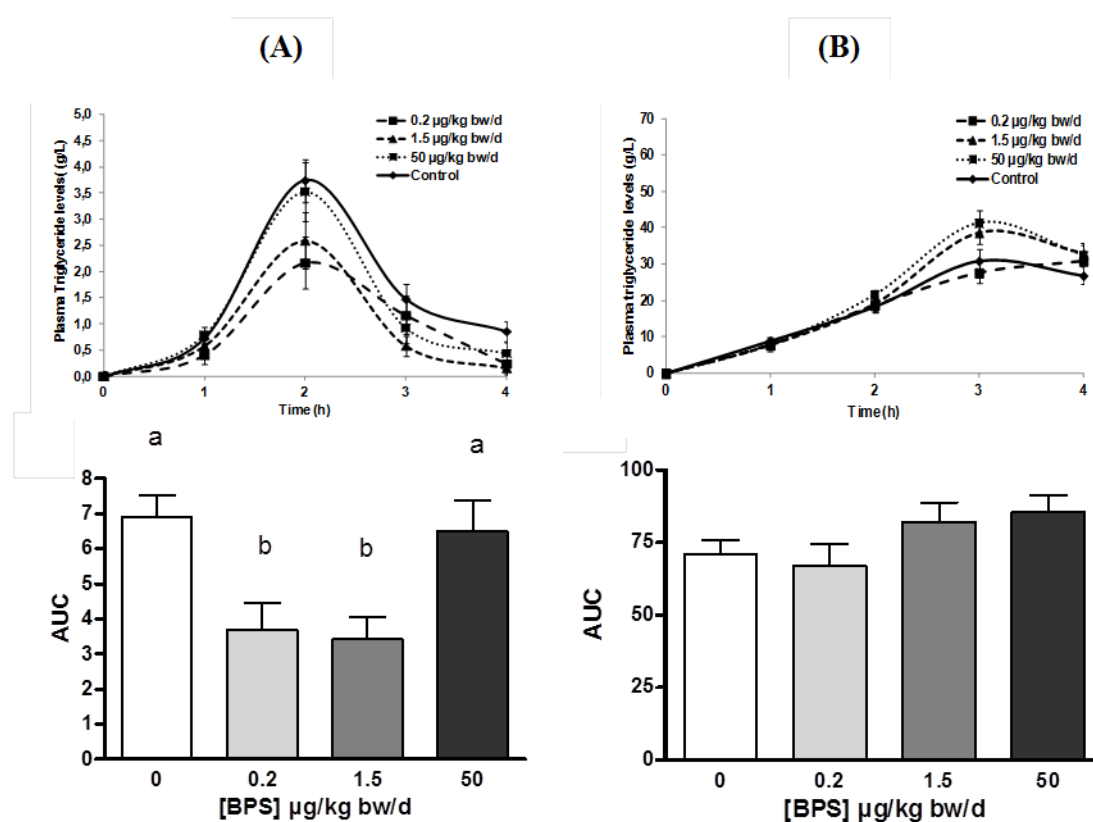 (A)
(B)
0.2 µg/kg bw/d
1.5 µg/kg bw/d
50 µg/kg bw/d
Control
Plasma Triglyceride levels( (g/L)
5,0
4,5
4,0
3,5
3,0
2,5
2,0
1,5
1,0
0,5
0,0
0 1 2 3 4
Time (h)
0.2 µg/kg bw/d
1.5 µg/kg bw/d
50 µg/kg bw/d
Control
Plasma triglyceride levels (g/L)
70
60
50
40
30
20
10
0
0 1 2 3 4
Time (h)
a
b
b
a
AUC
8
7
6
5
4
3
2
1
0
0 0.2 1.5 50
[BPS] µg/kg bw/d
AUC
100
75
50
25
0
0 0.2 1.5 50
[BPS] µg/kg bw/d